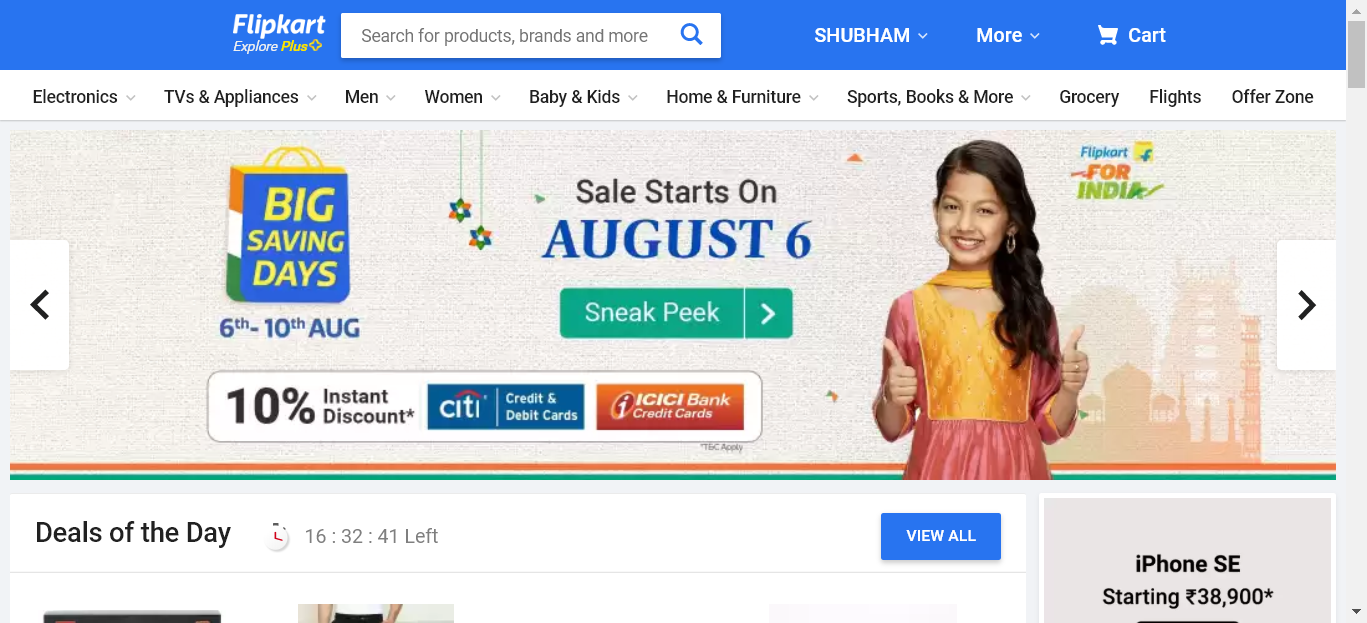 Flipkart
Explore Plus
Search for products, brands and more
SHUBHAM
More
Cart
Electronics
TVs & Appliances
Men
Women
Baby & Kids
Home & Furniture
Sports, Books & More
Grocery
Flights
Offer Zone
BIG
SAVING
DAYS
6th- 10th AUG
Sale Starts On
AUGUST 6
Sneak Peek
Flipkart
FOR
INDIA
10% Instant Discount*
citi
Credit &
Debit Cards
ICICI Bank
Credit Cards
*T&C Apply
Deals of the Day
16 : 32 : 41 Left
VIEW ALL
iPhone SE
Starting ₹38,900*